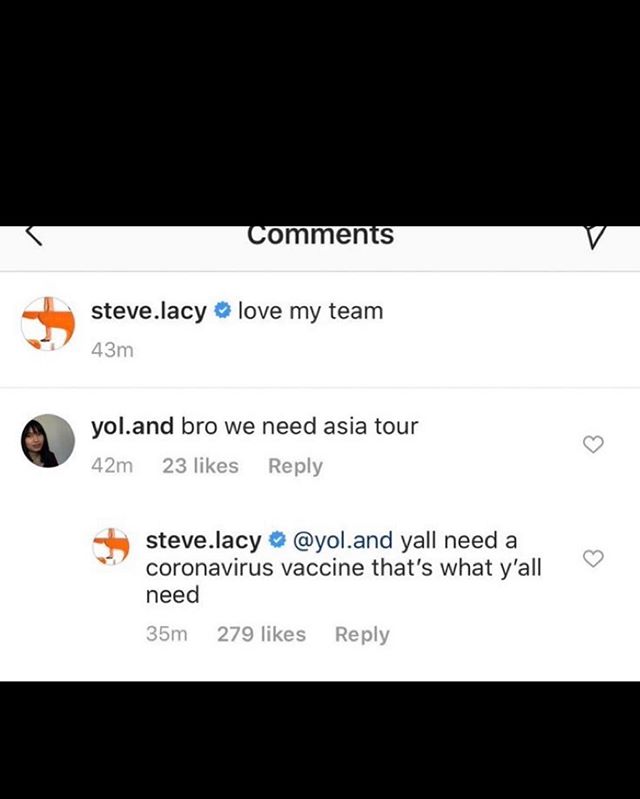 Comments
steve.lacy love my team
43m
yol.and bro we need asia tour
42m 23 likes Reply
steve.lacy @yol.and yall need a
coronavirus vaccine that's what y'all
need
35m 279 likes Reply